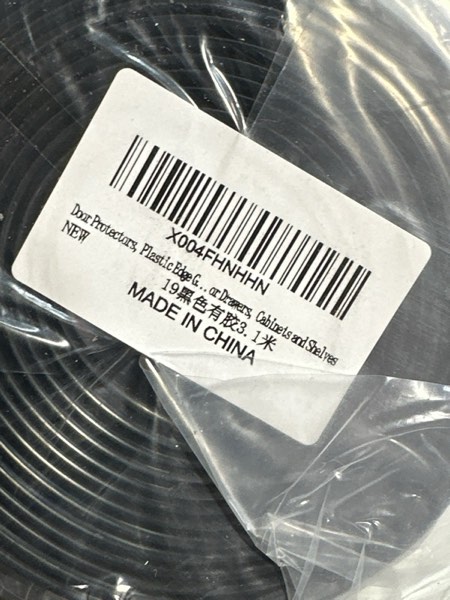 X004FHNHHN
Door Protectors, Plastic Edge G... or Drawers, Cabinets and Shelves
NEW
19黑色有胶3.1米
MADE IN CHINA